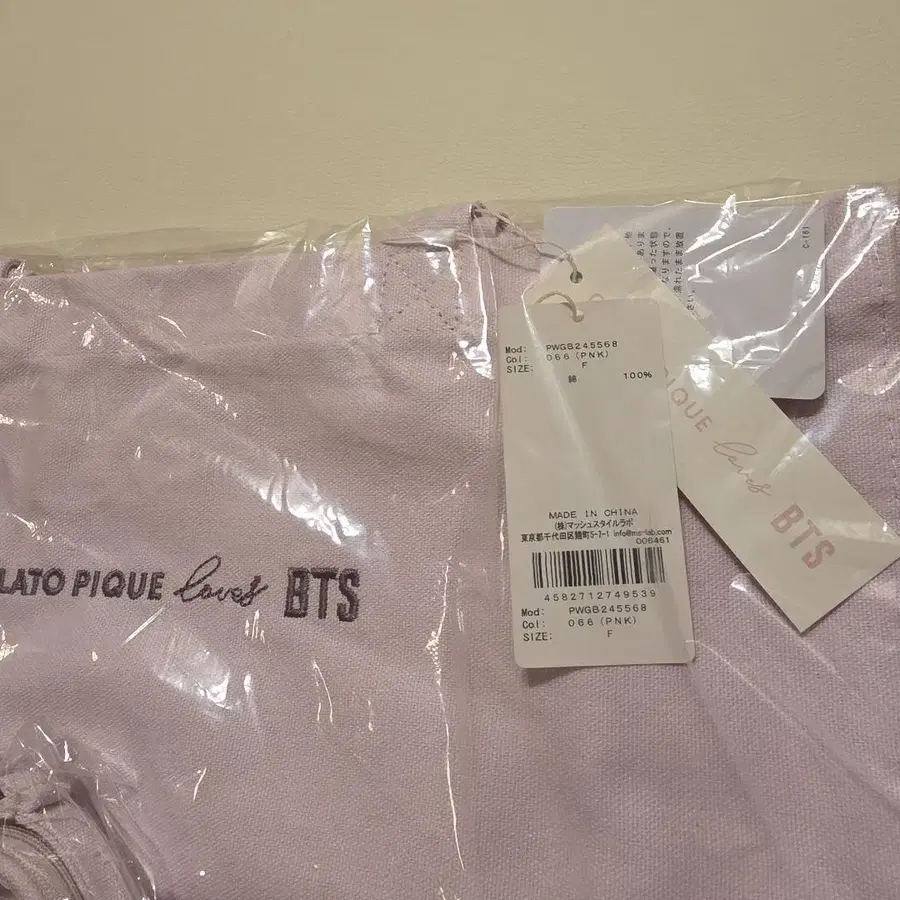 LATO PIQUE loves BTS
Mod: PWGB245568
Col: 066 (PNK)
SIZE: F
綿 100%
MADE IN CHINA
(株)マッシュスタイルラボ
東京都千代田区麹町5-7-1 info@ms-lab.com
006461
4582712749539
Mod: PWGB245568
Col: 066 (PNK)
SIZE: F
PIQUE loves BTS
C-(6)